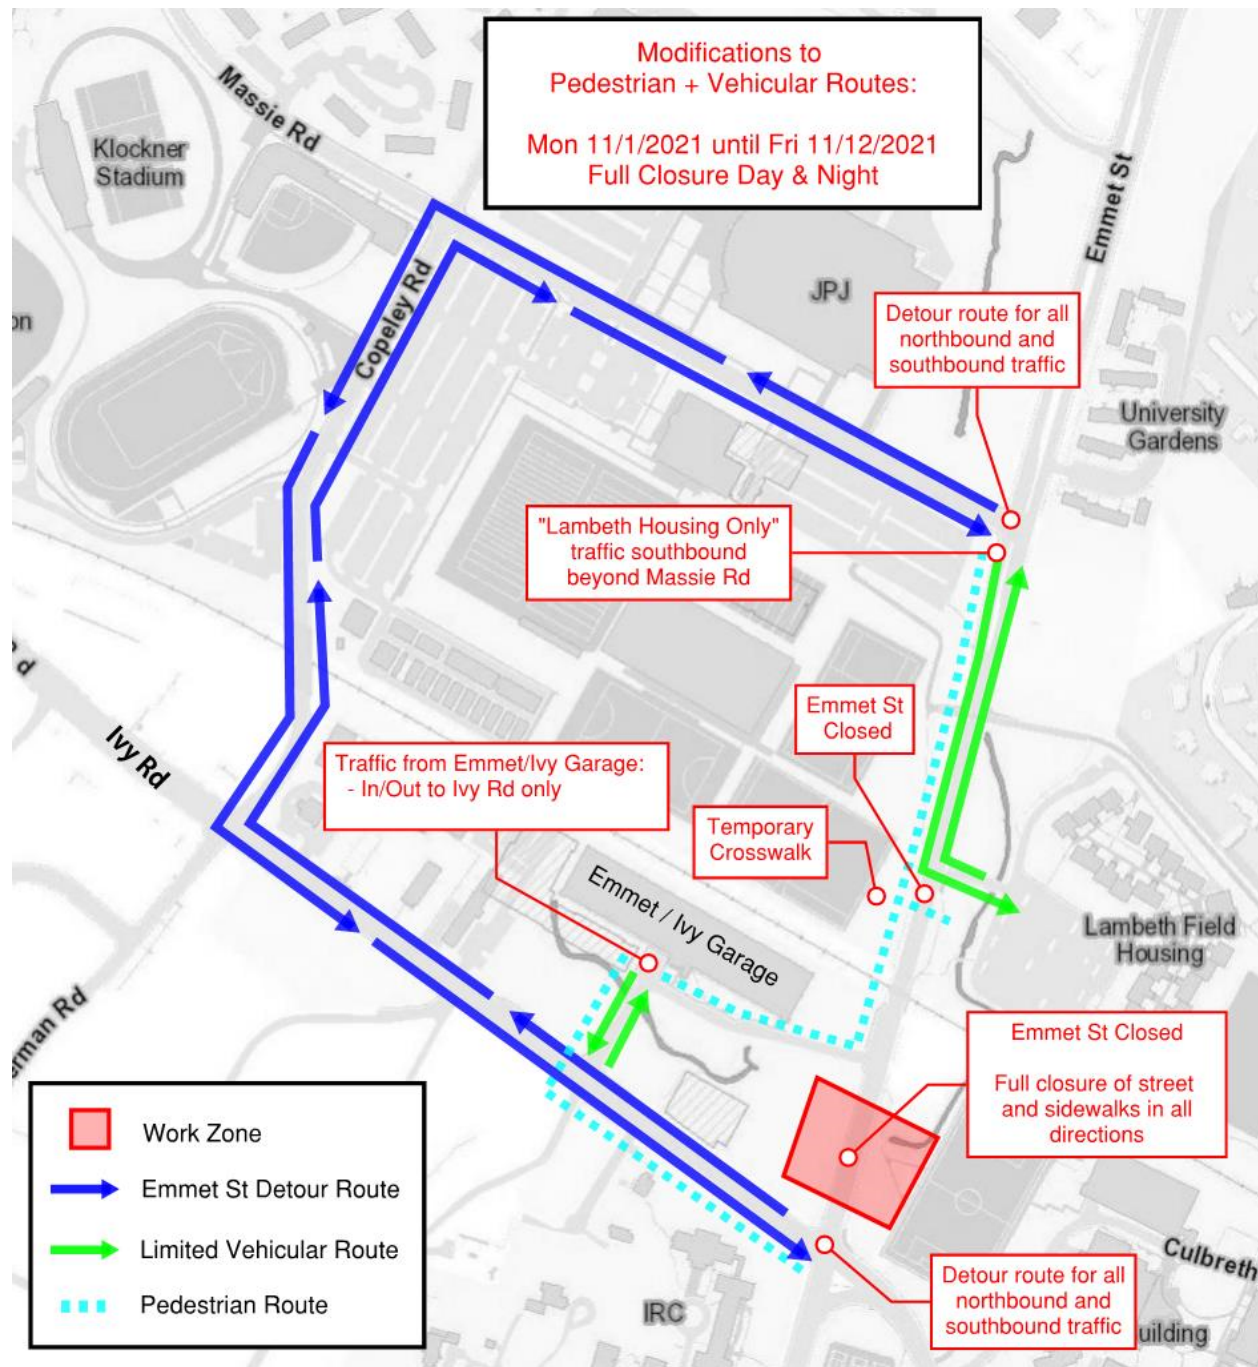 Modifications to
Pedestrian + Vehicular Routes:
Mon 11/1/2021 until Fri 11/12/2021
Full Closure Day & Night
Massie Rd
Klockner
Stadium
Emmet St
Copeley Rd
JPJ
on
Detour route for all
northbound and
southbound traffic
University
Gardens
"Lambeth Housing Only"
traffic southbound
beyond Massie Rd
d
Ivy Rd
Emmet St
Closed
Traffic from Emmet/Ivy Garage:
- In/Out to Ivy Rd only
Temporary
Crosswalk
Emmet / Ivy Garage
Lambeth Field
Housing
erman Rd
Emmet St Closed
Full closure of street
and sidewalks in all
directions
Work Zone
Emmet St Detour Route
Limited Vehicular Route
Pedestrian Route
Culbreth
Detour route for all
northbound and
southbound traffic
IRC
uilding